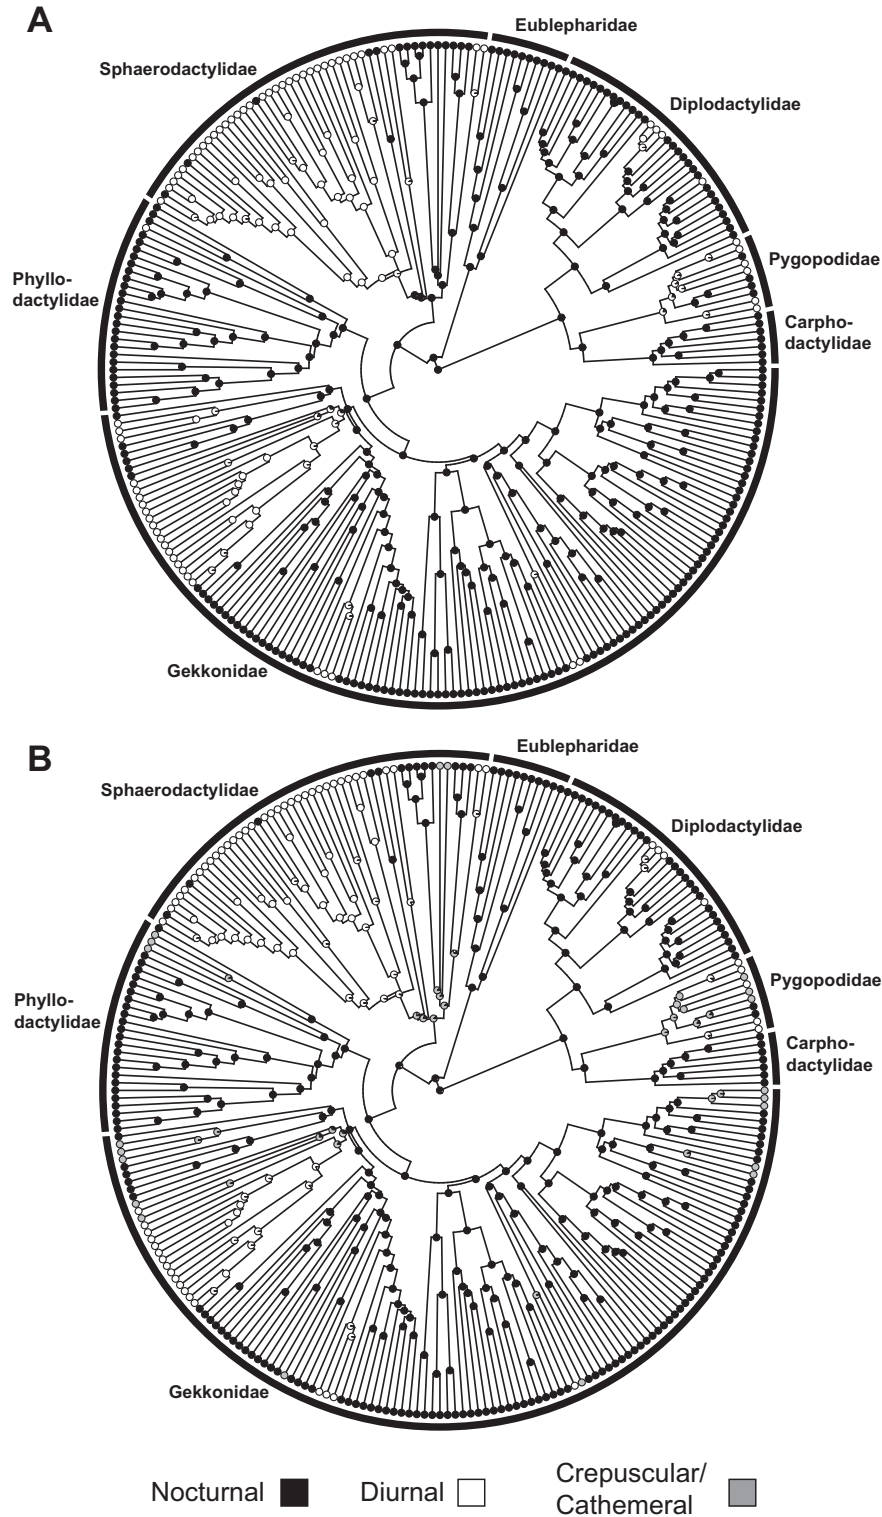 A
Eublepharidae
Sphaerodactylidae
Diplodactylidae
Pygopodidae
Phyllo-
dactylidae
Carpho-
dactylidae
Gekkonidae
B
Eublepharidae
Sphaerodactylidae
Diplodactylidae
Pygopodidae
Phyllo-
dactylidae
Carpho-
dactylidae
Gekkonidae
Nocturnal
Diurnal
Crepuscular/
Cathemeral